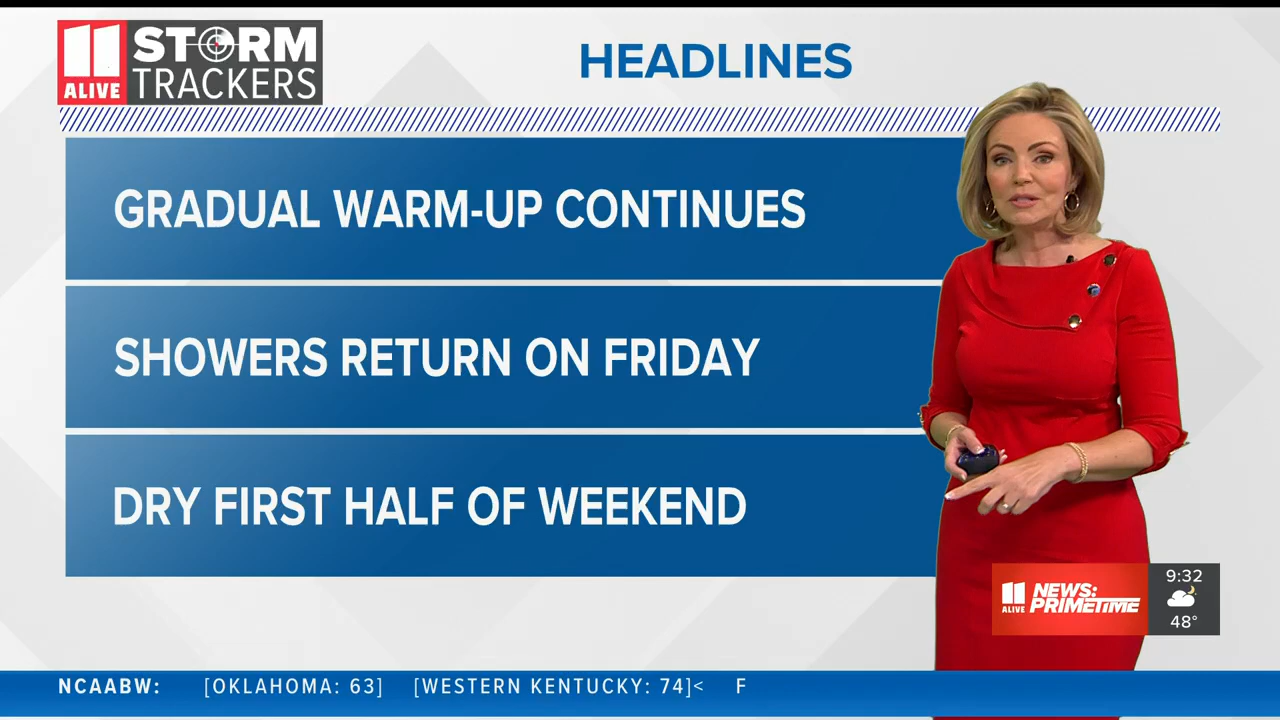 11 ALIVE
STORM
TRACKERS
HEADLINES
GRADUAL WARM-UP CONTINUES
SHOWERS RETURN ON FRIDAY
DRY FIRST HALF OF WEEKEND
11 ALIVE
NEWS:
PRIMETIME
9:32
48°
NCAABW: [OKLAHOMA: 63] [WESTERN KENTUCKY: 74]< F